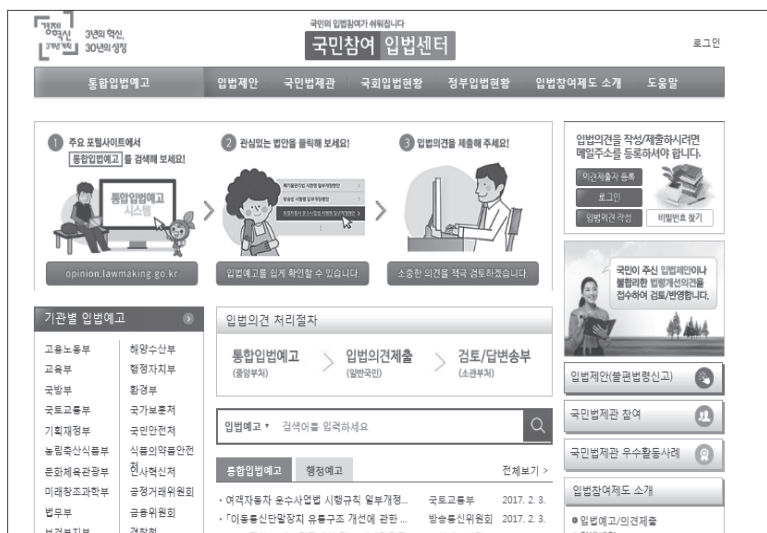 경제
혁신
3개년 계획
3년의 혁신,
30년의 성장
국민의 입법참여가 쉬워집니다
국민참여 입법센터
로그인
통합입법예고 입법제안 국민법제관 국회입법현황 정부입법현황 입법참여제도 소개 도움말
1 주요 포털사이트에서
통합입법예고 를 검색해 보세요!
통합입법예고
시스템
opinion.lawmaking.go.kr
2 관심있는 법안을 클릭해 보세요!
입법예고를 쉽게 확인할 수 있습니다.
3 입법의견을 제출해 주세요!
소중한 의견을 적극 검토하겠습니다.
입법의견을 작성/제출하시려면
메일주소를 등록하셔야 합니다.
의견제출자 등록
로그인
입법의견 작성
비밀번호 찾기
국민이 주신 입법제안이나
불합리한 법령개선의견을
접수하여 검토/반영합니다.
기관별 입법예고
고용노동부 해양수산부
교육부 행정자치부
국방부 환경부
국토교통부 국가보훈처
기획재정부 국민안전처
농림축산식품부 식품의약품안전처
문화체육관광부 인사혁신처
미래창조과학부 공정거래위원회
법무부 금융위원회
보건복지부 경찰청
입법의견 처리절차
통합입법예고
(중앙부처)
입법의견제출
(일반국민)
검토/답변송부
(소관부처)
입법예고 검색어를 입력하세요
통합입법예고 행정예고 전체보기 >
· 여객자동차 운수사업법 시행규칙 일부개정... 국토교통부 2017. 2. 3.
· 「이동통신단말장치 유통구조 개선에 관한 ... 방송통신위원회 2017. 2. 3.
입법제안(불편법령신고)
국민법제관 참여
국민법제관 우수활동사례
입법참여제도 소개
입법예고/의견제출